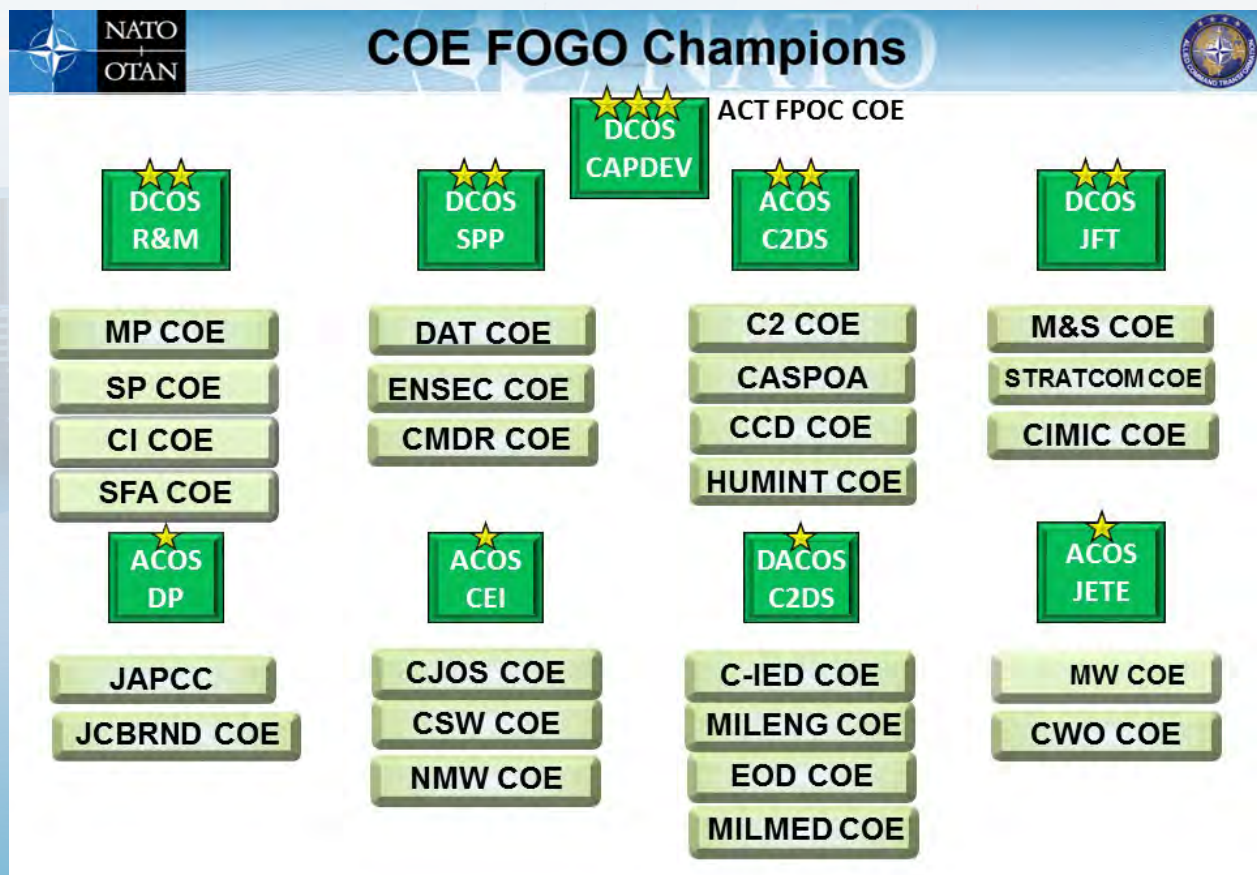 NATO
OTAN
COE FOGO Champions
ALLIED COMMAND TRANSFORMATION
DCOS
CAPDEV
ACT FPOC COE
DCOS
R&M
DCOS
SPP
ACOS
C2DS
DCOS
JFT
MP COE
SP COE
CI COE
SFA COE
DAT COE
ENSEC COE
CMDR COE
C2 COE
CASPOA
CCD COE
HUMINT COE
M&S COE
STRATCOM COE
CIMIC COE
ACOS
DP
ACOS
CEI
DACOS
C2DS
ACOS
JETE
JAPCC
JCBRND COE
CJOS COE
CSW COE
NMW COE
C-IED COE
MILENG COE
EOD COE
MILMED COE
MW COE
CWO COE